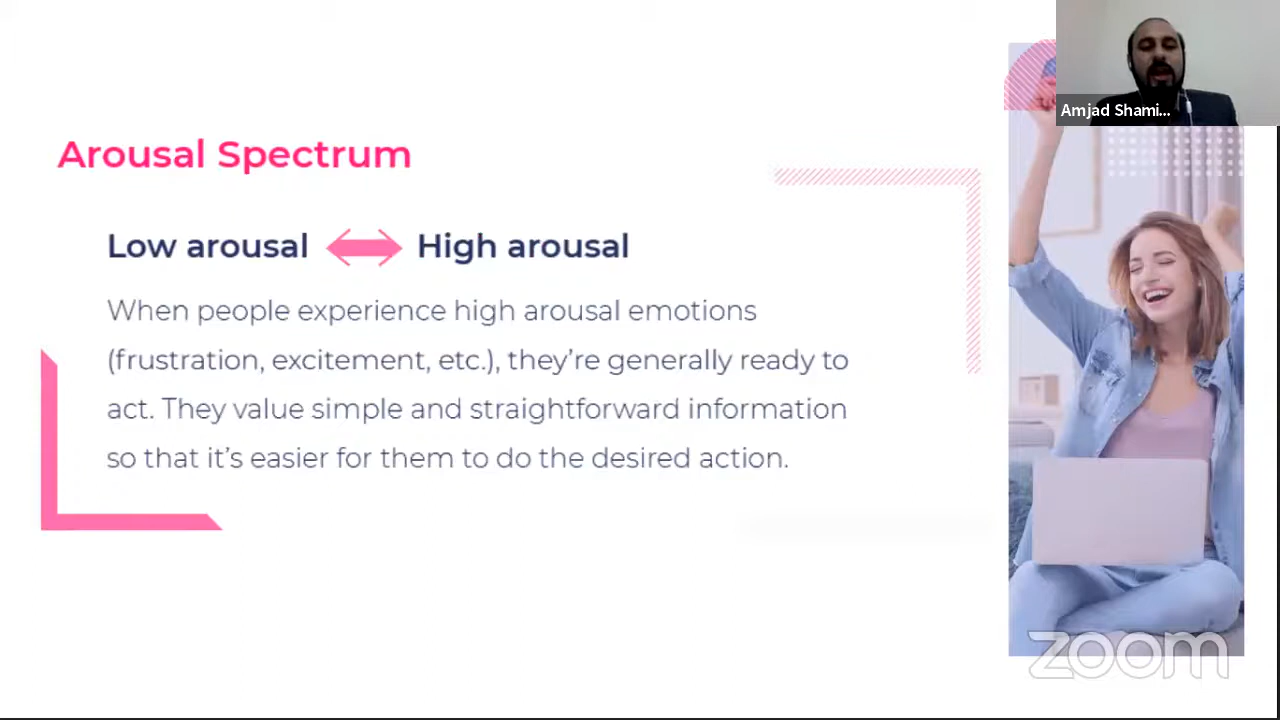 Amjad Shami...
Arousal Spectrum
Low arousal High arousal
When people experience high arousal emotions
(frustration, excitement, etc.), they’re generally ready to
act. They value simple and straightforward information
so that it’s easier for them to do the desired action.
zoom